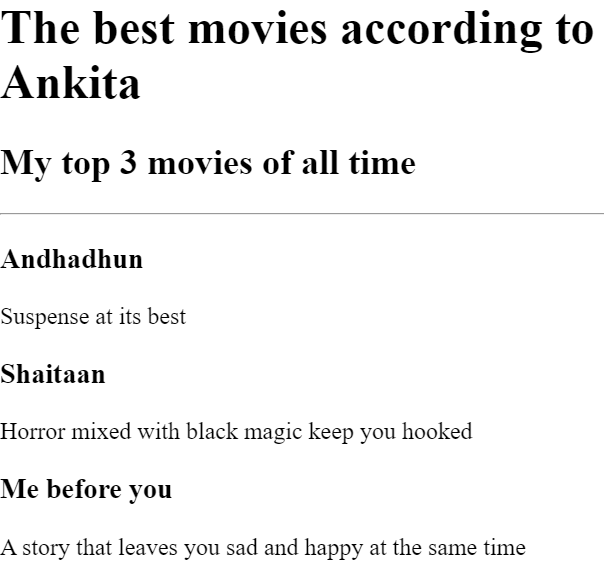 The best movies according to
Ankita
My top 3 movies of all time
Andhadhun
Suspense at its best
Shaitaan
Horror mixed with black magic keep you hooked
Me before you
A story that leaves you sad and happy at the same time